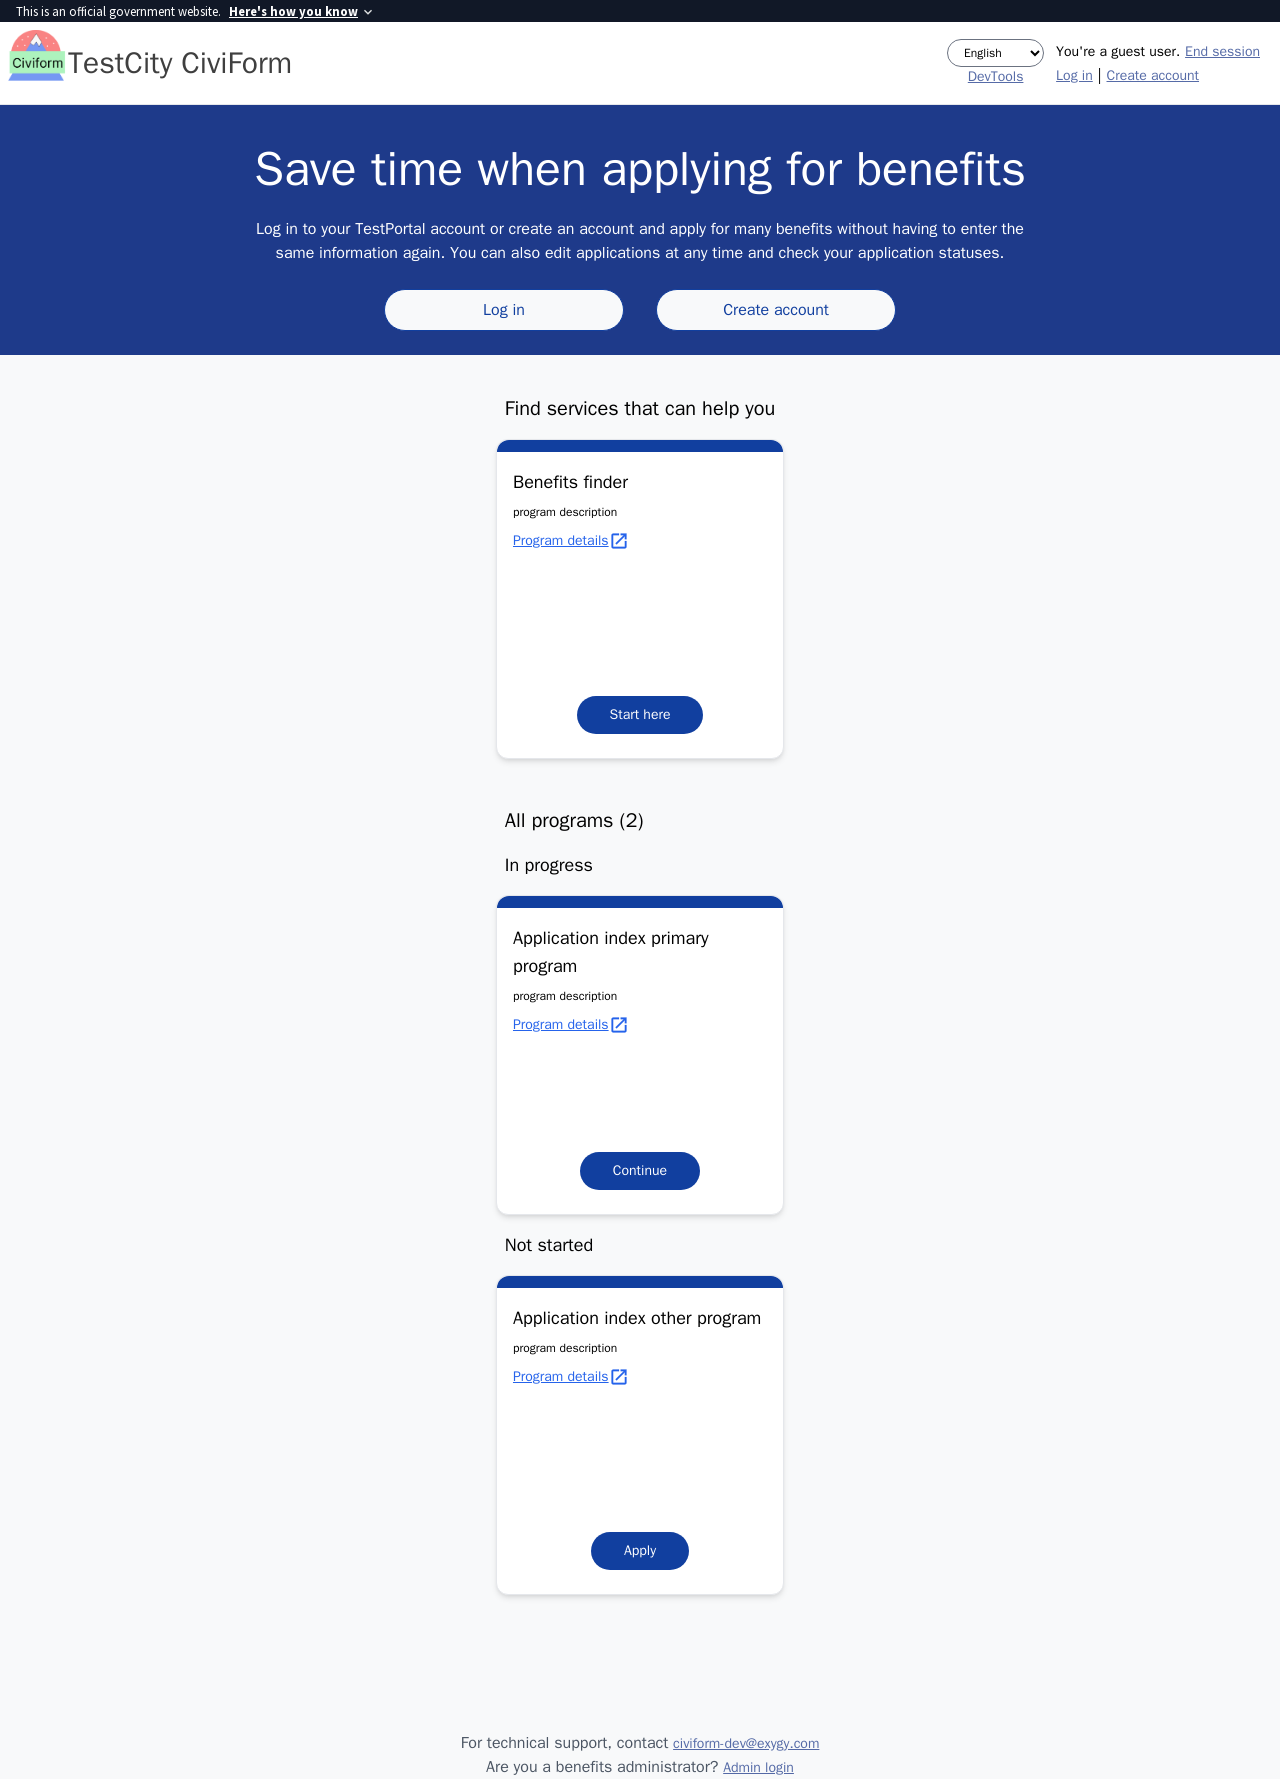 This is an official government website. Here's how you know
Civiform
TestCity CiviForm
English
DevTools
You're a guest user. End session
Log in | Create account
Save time when applying for benefits
Log in to your TestPortal account or create an account and apply for many benefits without having to enter the
same information again. You can also edit applications at any time and check your application statuses.
Log in
Create account
Find services that can help you
Benefits finder
program description
Program details
Start here
All programs (2)
In progress
Application index primary
program
program description
Program details
Continue
Not started
Application index other program
program description
Program details
Apply
For technical support, contact civiform-dev@exygy.com
Are you a benefits administrator? Admin login